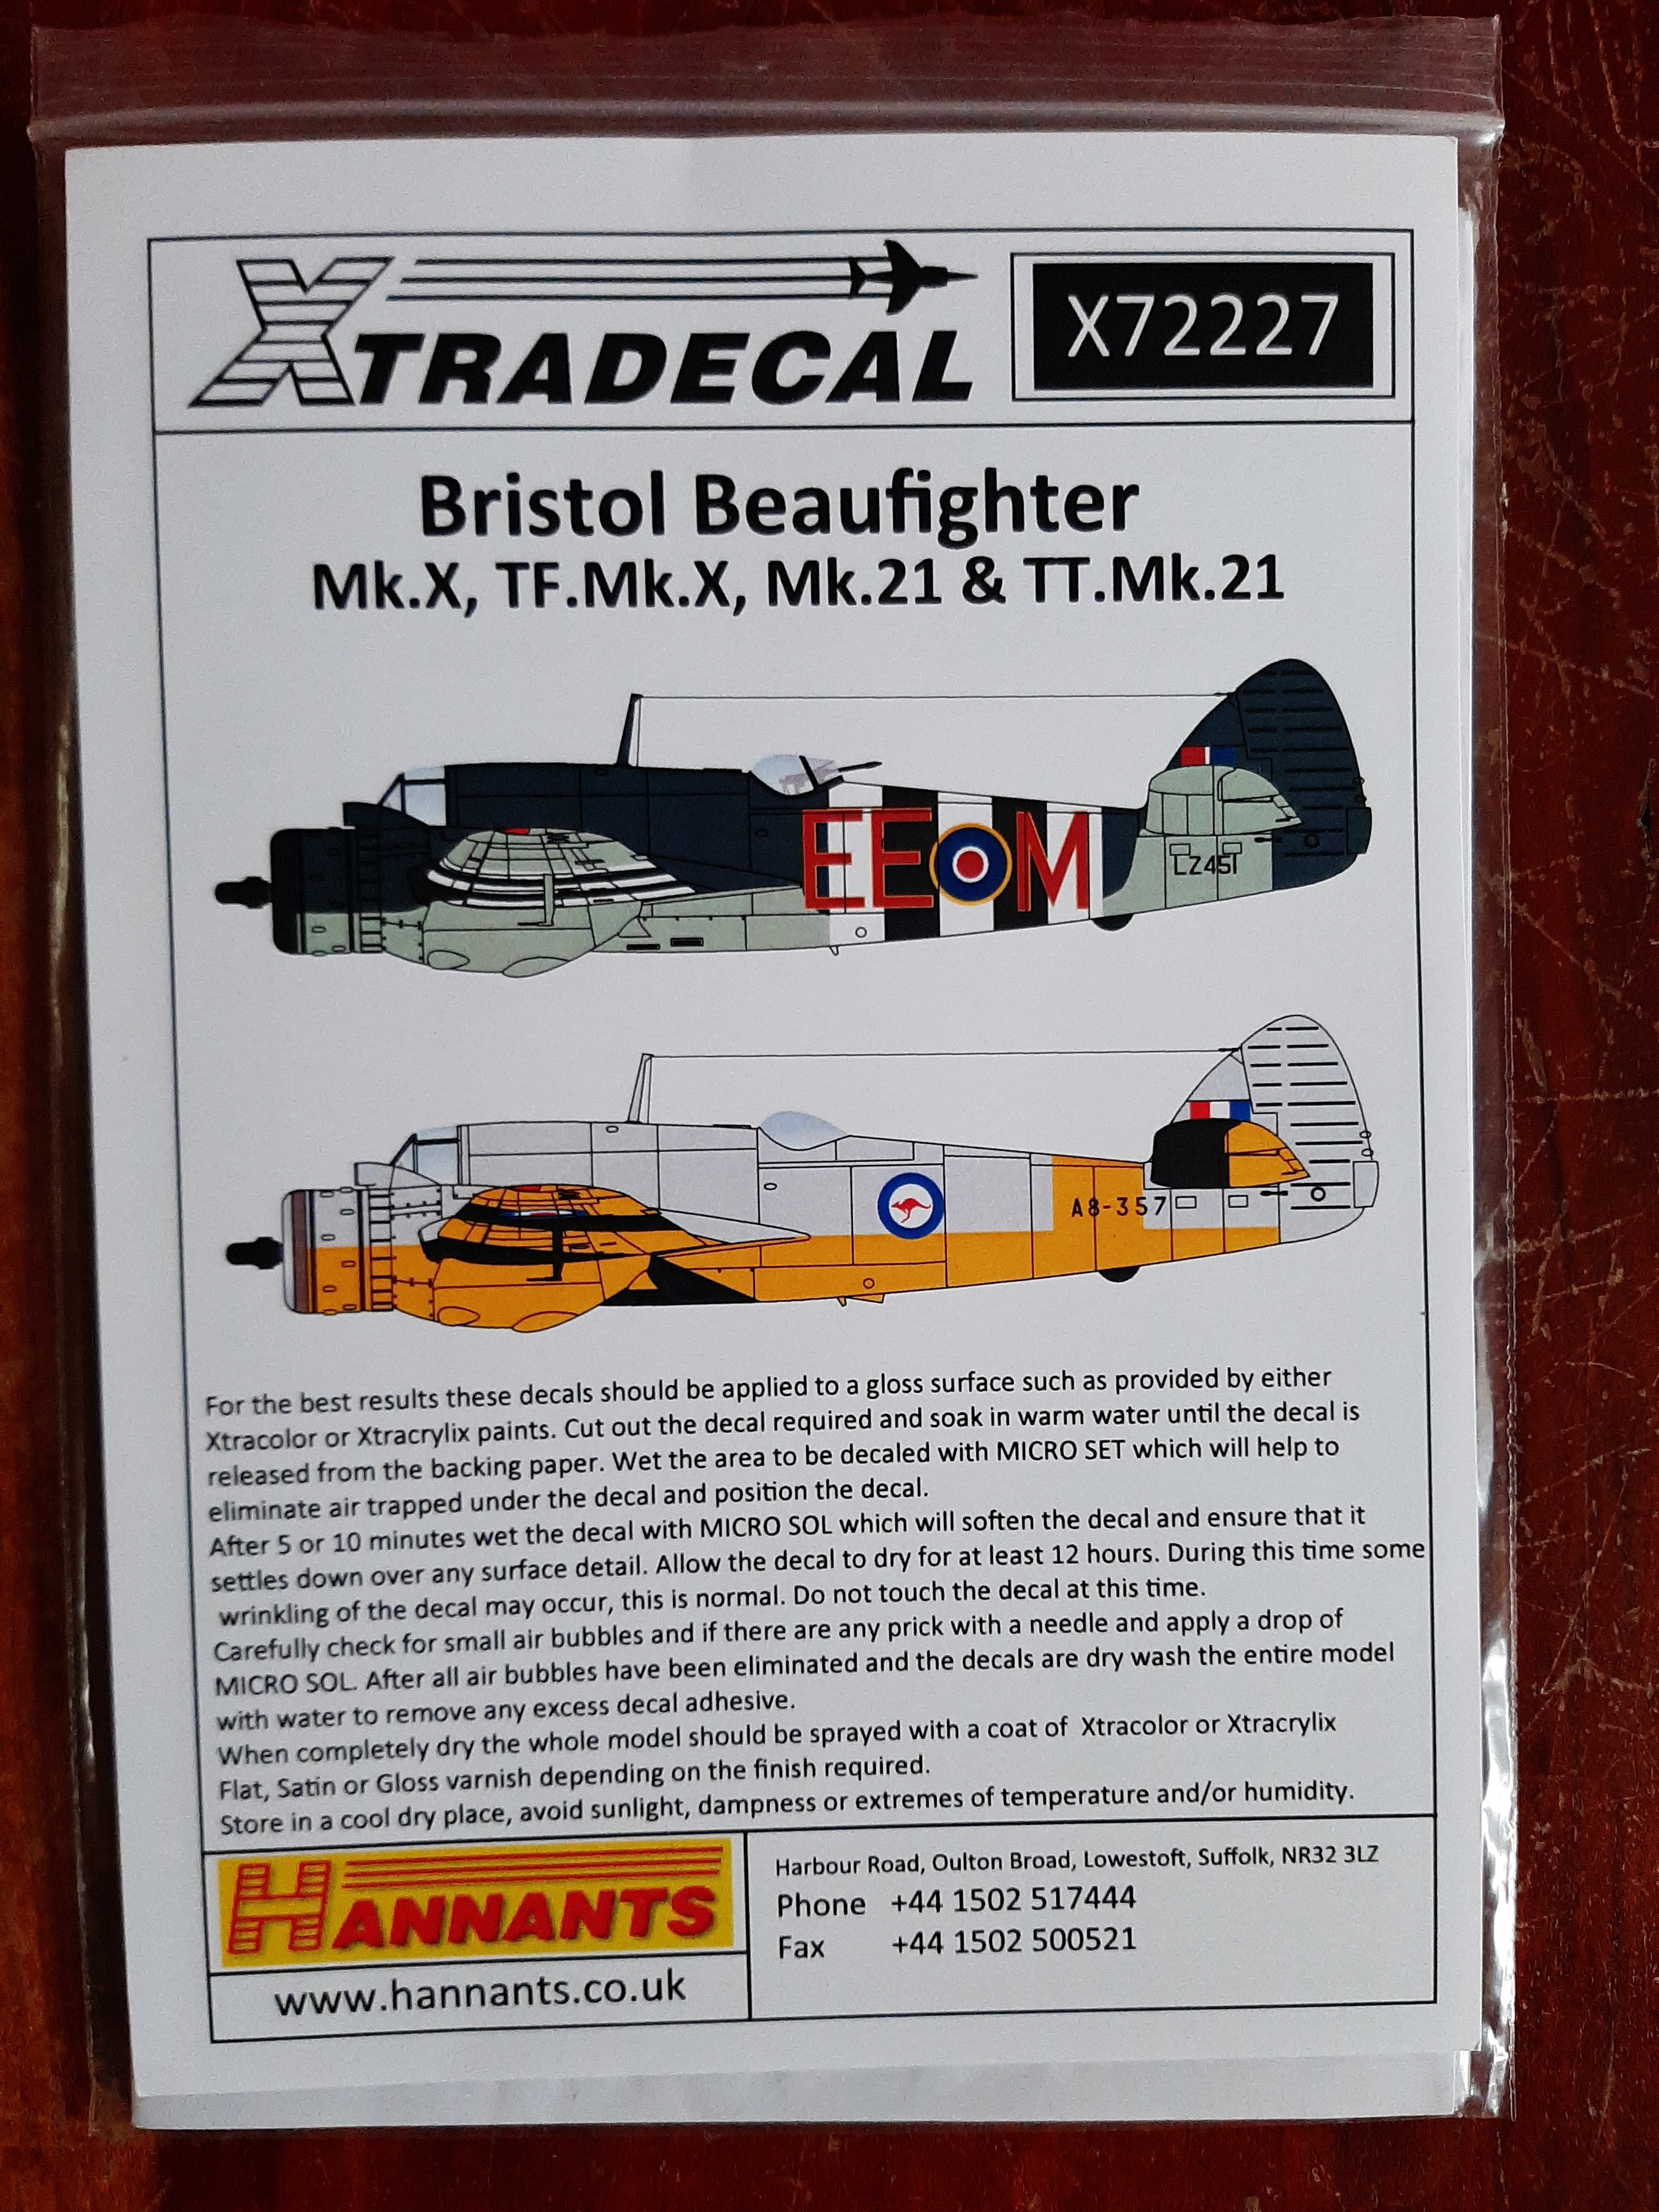 XTRADECAL
X72227
Bristol Beaufighter
Mk.X, TF.Mk.X, Mk.21 & TT.Mk.21
EE M
LZ451
A8-357
For the best results these decals should be applied to a gloss surface such as provided by either
Xtracolor or Xtracrylix paints. Cut out the decal required and soak in warm water until the decal is
released from the backing paper. Wet the area to be decaled with MICRO SET which will help to
eliminate air trapped under the decal and position the decal.
After 5 or 10 minutes wet the decal with MICRO SOL which will soften the decal and ensure that it
settles down over any surface detail. Allow the decal to dry for at least 12 hours. During this time some
wrinkling of the decal may occur, this is normal. Do not touch the decal at this time.
Carefully check for small air bubbles and if there are any prick with a needle and apply a drop of
MICRO SOL. After all air bubbles have been eliminated and the decals are dry wash the entire model
with water to remove any excess decal adhesive.
When completely dry the whole model should be sprayed with a coat of Xtracolor or Xtracrylix
Flat, Satin or Gloss varnish depending on the finish required.
Store in a cool dry place, avoid sunlight, dampness or extremes of temperature and/or humidity.
HANNANTS
www.hannants.co.uk
Harbour Road, Oulton Broad, Lowestoft, Suffolk, NR32 3LZ
Phone +44 1502 517444
Fax +44 1502 500521